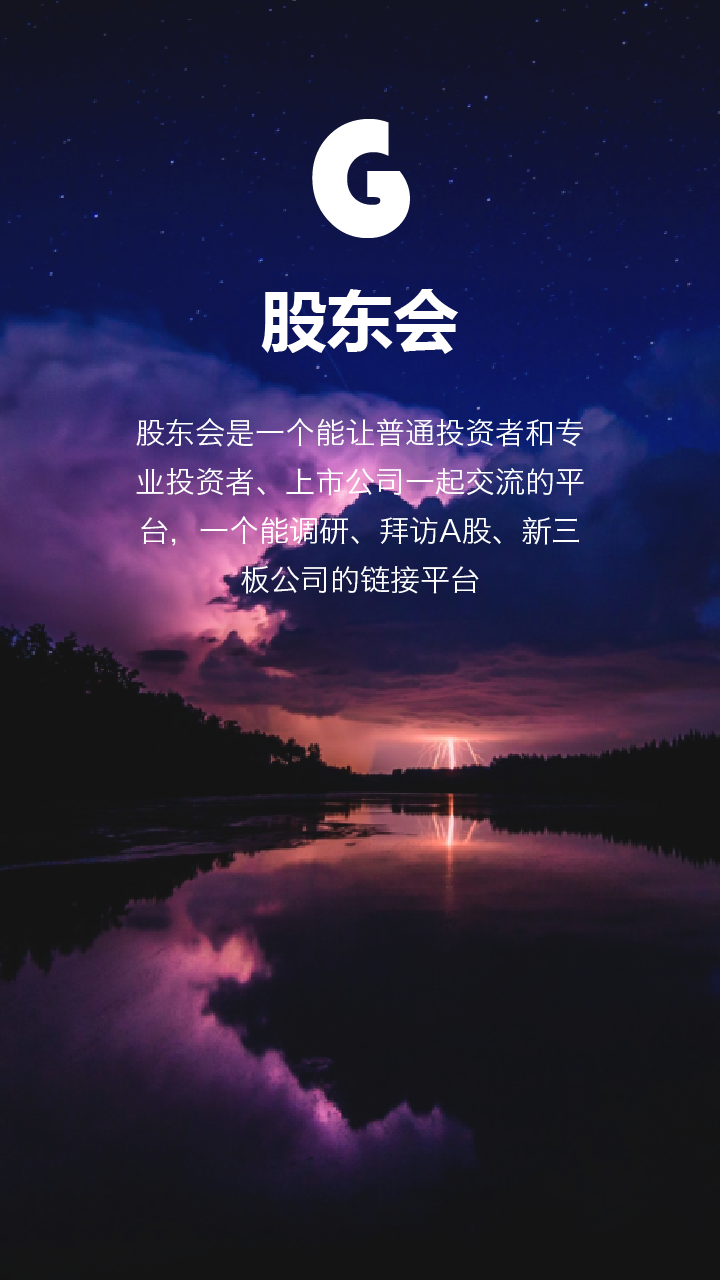 G
股东会
股东会是一个能让普通投资者和专
业投资者、上市公司一起交流的平
台，一个能调研、拜访A股、新三
板公司的链接平台